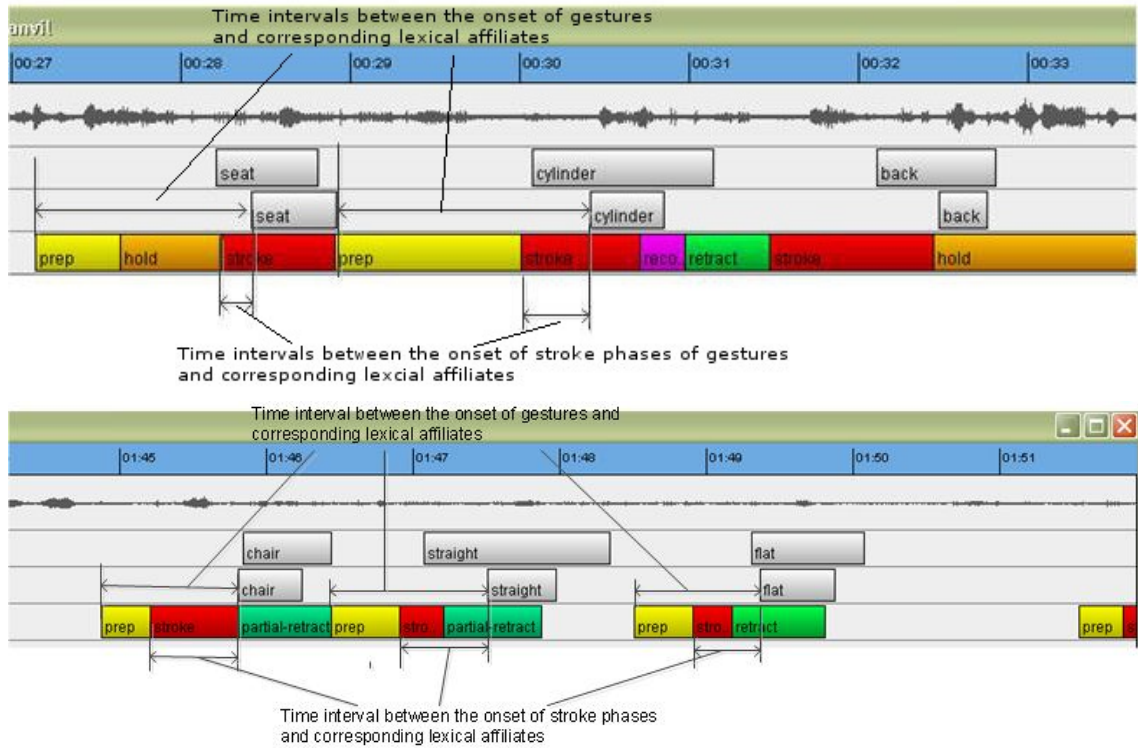 Time intervals between the onset of gestures
and corresponding lexical affiliates
anvil
00:27 00:28 00:29 00:30 00:31 00:32 00:33
seat cylinder back
seat cylinder back
prep hold stroke prep stroke reco. retract stroke hold
Time intervals between the onset of stroke phases of gestures
and corresponding lexcial affiliates
Time interval between the onset of gestures and
corresponding lexical affiliates
01:45 01:46 01:47 01:48 01:49 01:50 01:51
chair straight flat
chair straight flat
prep stroke partial-retract prep stro.. partial-retract prep stro.. retract prep s
Time interval between the onset of stroke phases
and corresponding lexical affiliates